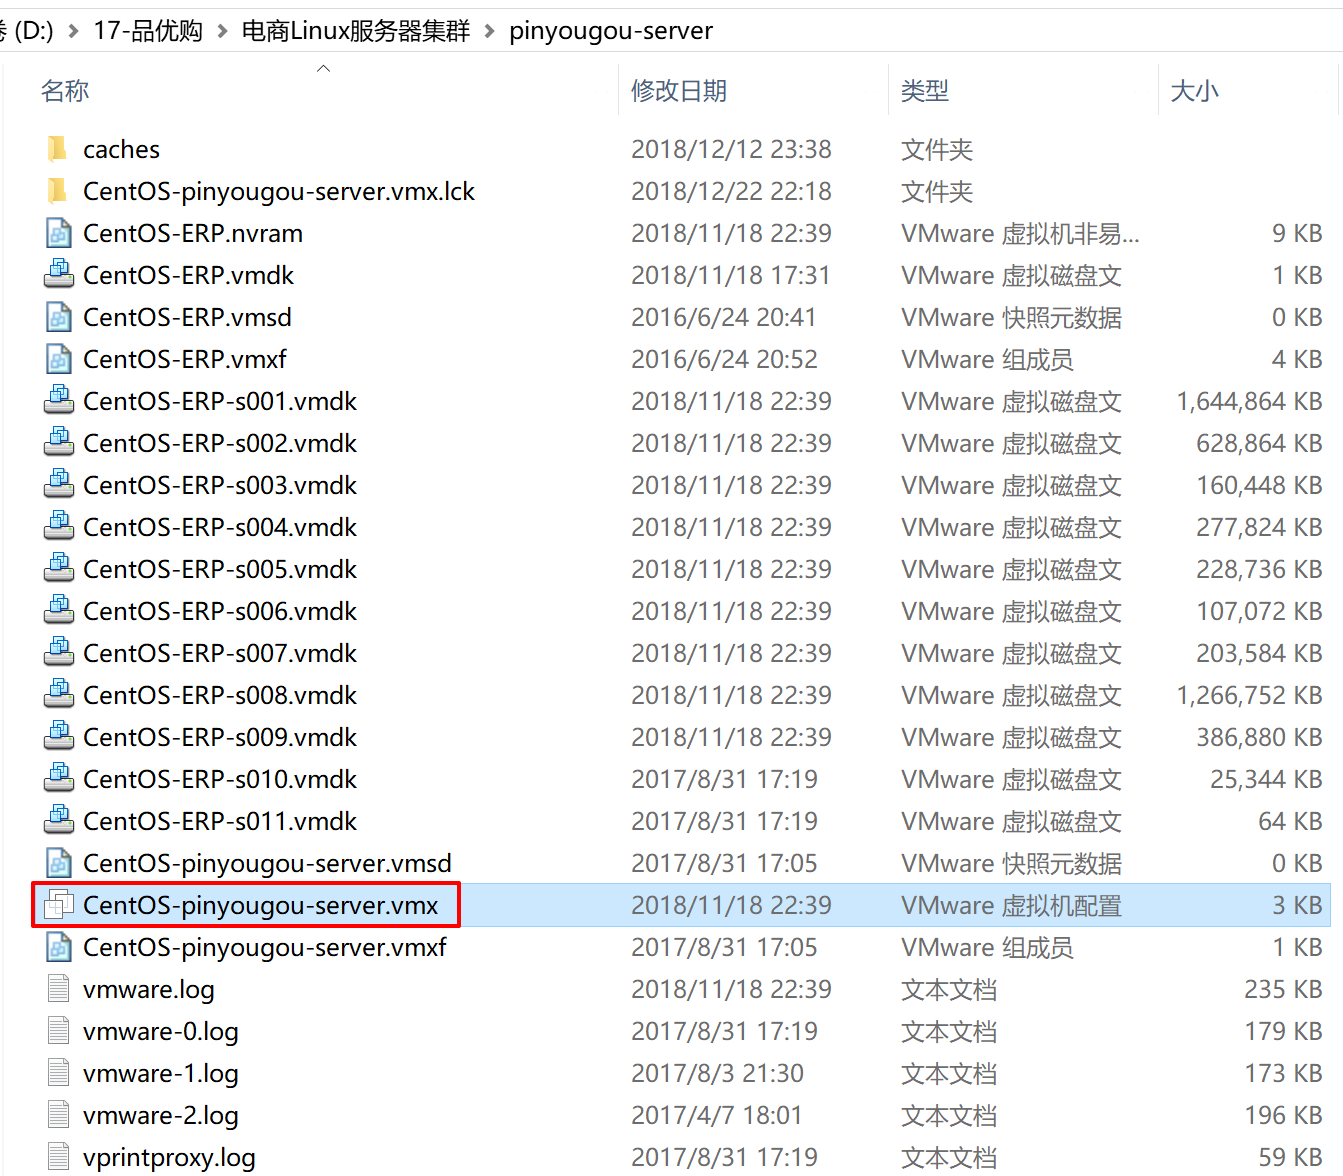 (D:) › 17-品优购 › 电商Linux服务器集群 › pinyougou-server
名称 修改日期 类型 大小
caches 2018/12/12 23:38 文件夹
CentOS-pinyougou-server.vmx.lck 2018/12/22 22:18 文件夹
CentOS-ERP.nvram 2018/11/18 22:39 VMware 虚拟机非易... 9 KB
CentOS-ERP.vmdk 2018/11/18 17:31 VMware 虚拟磁盘文 1 KB
CentOS-ERP.vmsd 2016/6/24 20:41 VMware 快照元数据 0 KB
CentOS-ERP.vmxf 2016/6/24 20:52 VMware 组成员 4 KB
CentOS-ERP-s001.vmdk 2018/11/18 22:39 VMware 虚拟磁盘文 1,644,864 KB
CentOS-ERP-s002.vmdk 2018/11/18 22:39 VMware 虚拟磁盘文 628,864 KB
CentOS-ERP-s003.vmdk 2018/11/18 22:39 VMware 虚拟磁盘文 160,448 KB
CentOS-ERP-s004.vmdk 2018/11/18 22:39 VMware 虚拟磁盘文 277,824 KB
CentOS-ERP-s005.vmdk 2018/11/18 22:39 VMware 虚拟磁盘文 228,736 KB
CentOS-ERP-s006.vmdk 2018/11/18 22:39 VMware 虚拟磁盘文 107,072 KB
CentOS-ERP-s007.vmdk 2018/11/18 22:39 VMware 虚拟磁盘文 203,584 KB
CentOS-ERP-s008.vmdk 2018/11/18 22:39 VMware 虚拟磁盘文 1,266,752 KB
CentOS-ERP-s009.vmdk 2018/11/18 22:39 VMware 虚拟磁盘文 386,880 KB
CentOS-ERP-s010.vmdk 2017/8/31 17:19 VMware 虚拟磁盘文 25,344 KB
CentOS-ERP-s011.vmdk 2017/8/31 17:19 VMware 虚拟磁盘文 64 KB
CentOS-pinyougou-server.vmsd 2017/8/31 17:05 VMware 快照元数据 0 KB
CentOS-pinyougou-server.vmx 2018/11/18 22:39 VMware 虚拟机配置 3 KB
CentOS-pinyougou-server.vmxf 2017/8/31 17:05 VMware 组成员 1 KB
vmware.log 2018/11/18 22:39 文本文档 235 KB
vmware-0.log 2017/8/31 17:19 文本文档 179 KB
vmware-1.log 2017/8/3 21:30 文本文档 173 KB
vmware-2.log 2017/4/7 18:01 文本文档 196 KB
vprintproxy.log 2017/8/31 17:19 文本文档 59 KB